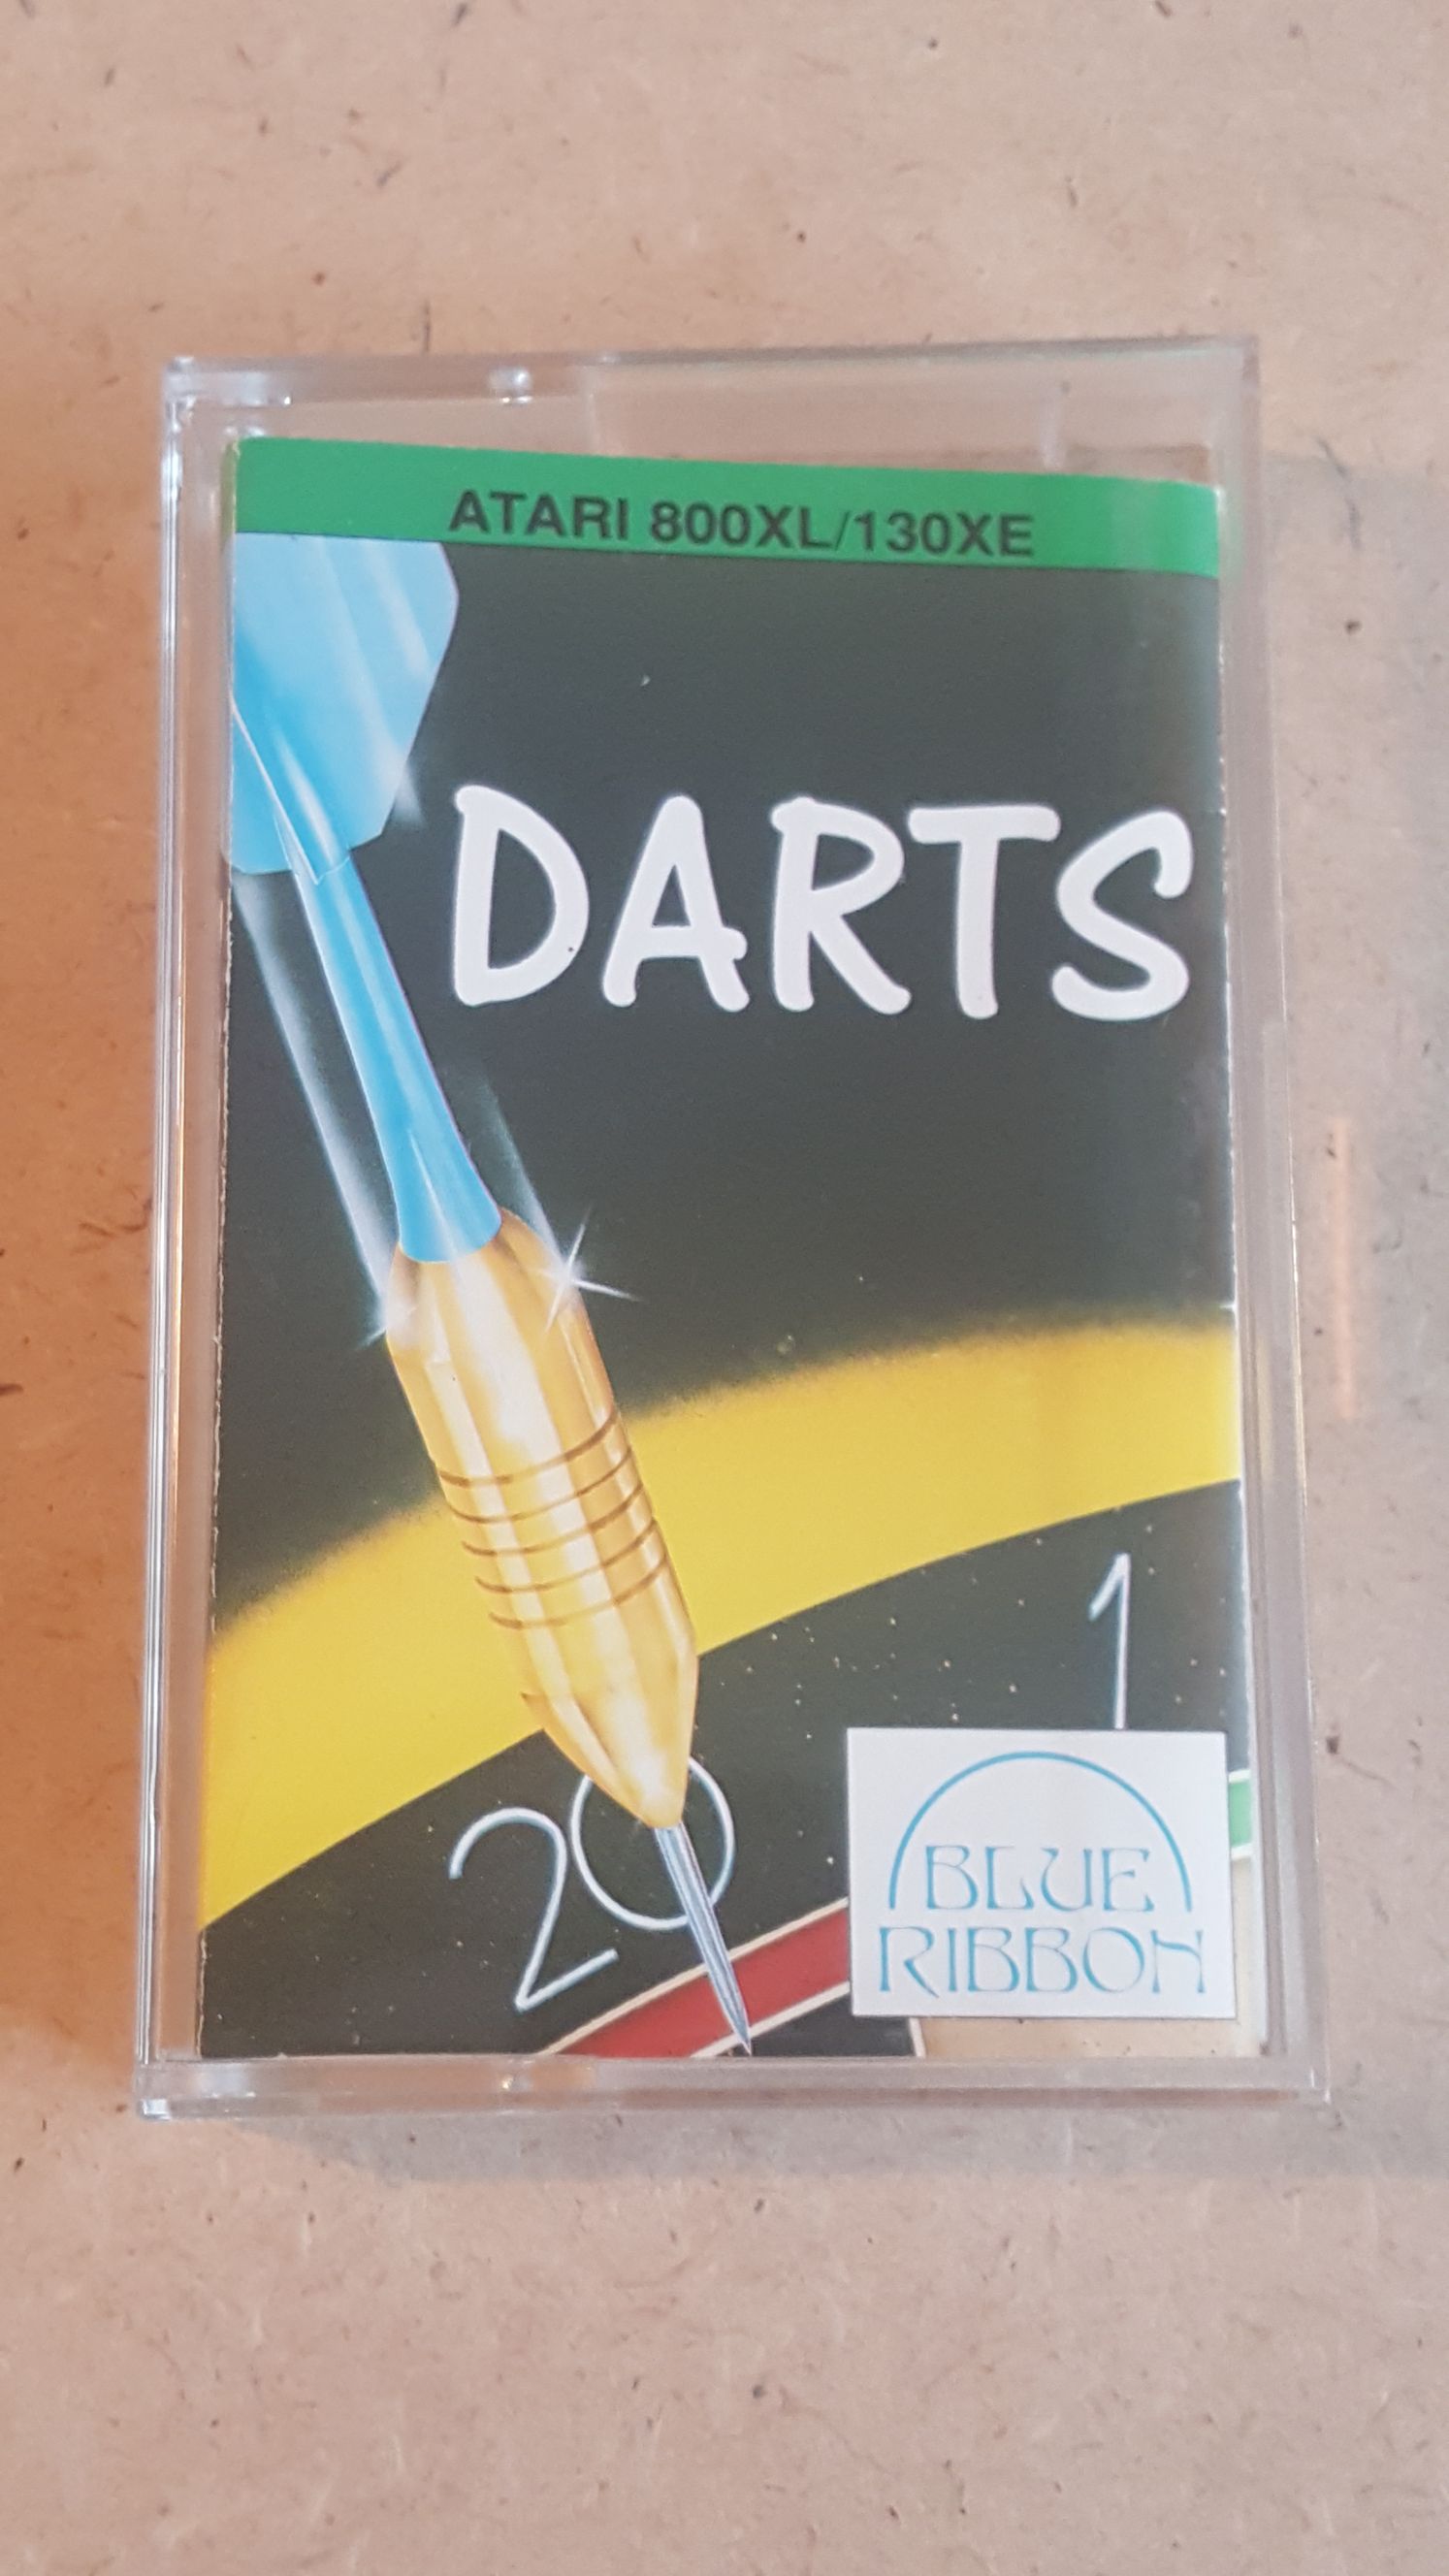 ATARI 800XL/130XE
DARTS
1
20
BLUE
RIBBON